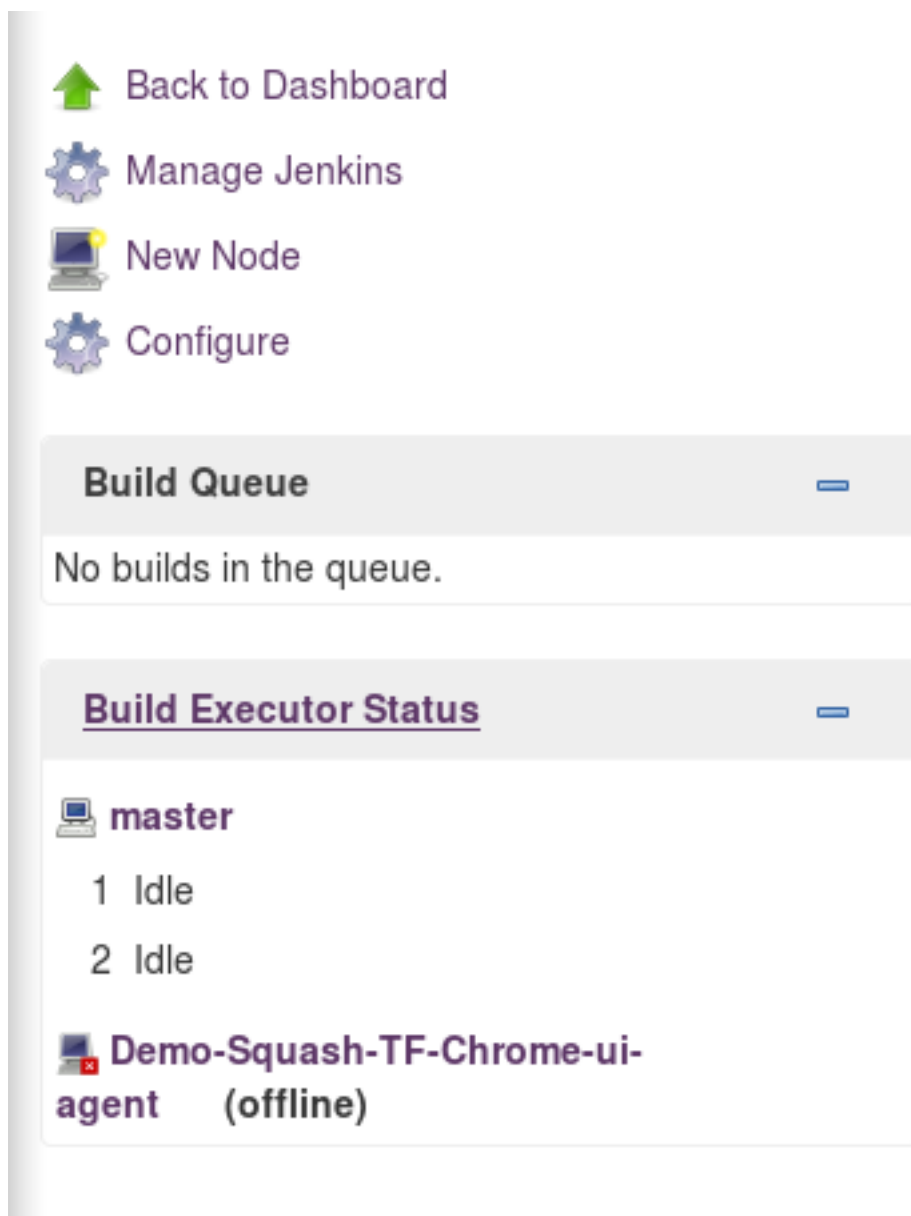 Back to Dashboard
Manage Jenkins
New Node
Configure
Build Queue
No builds in the queue.
Build Executor Status
master
1 Idle
2 Idle
Demo-Squash-TF-Chrome-ui-
agent (offline)